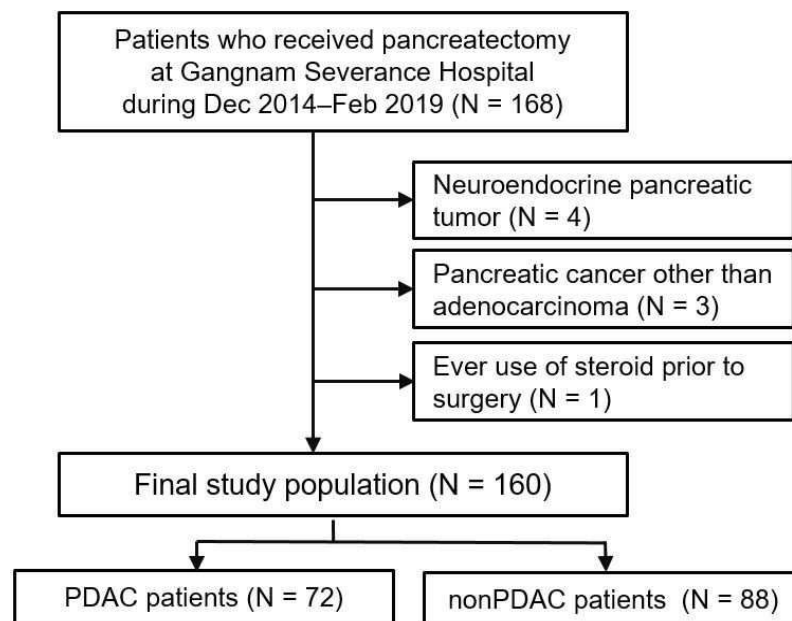 Patients who received pancreatectomy
at Gangnam Severance Hospital
during Dec 2014–Feb 2019 (N = 168)
Neuroendocrine pancreatic
tumor (N = 4)
Pancreatic cancer other than
adenocarcinoma (N = 3)
Ever use of steroid prior to
surgery (N = 1)
Final study population (N = 160)
PDAC patients (N = 72)
nonPDAC patients (N = 88)